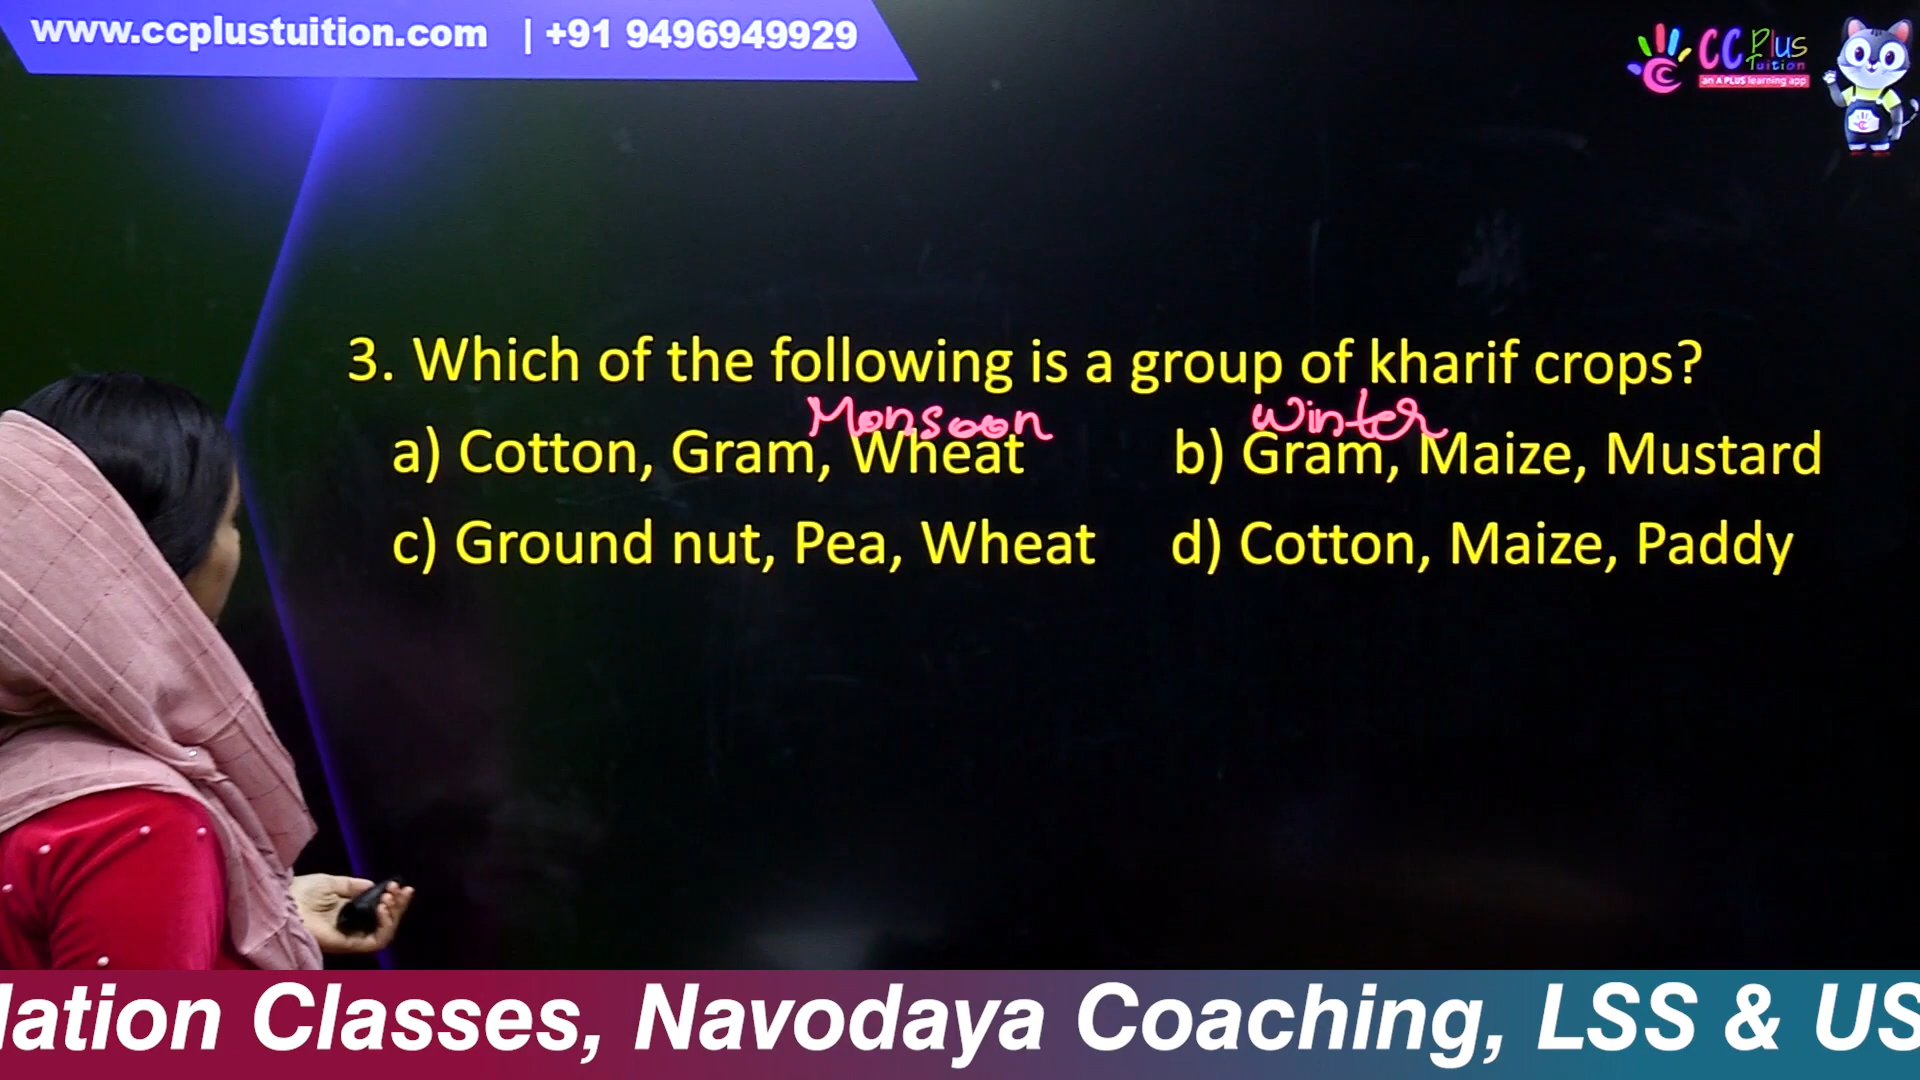 www.ccplustuition.com | +91 9496949929
CC Plus
Tuition
an A PLUS learning app
3. Which of the following is a group of kharif crops?
Monsoon Winter
a) Cotton, Gram, Wheat b) Gram, Maize, Mustard
c) Ground nut, Pea, Wheat d) Cotton, Maize, Paddy
lation Classes, Navodaya Coaching, LSS & US